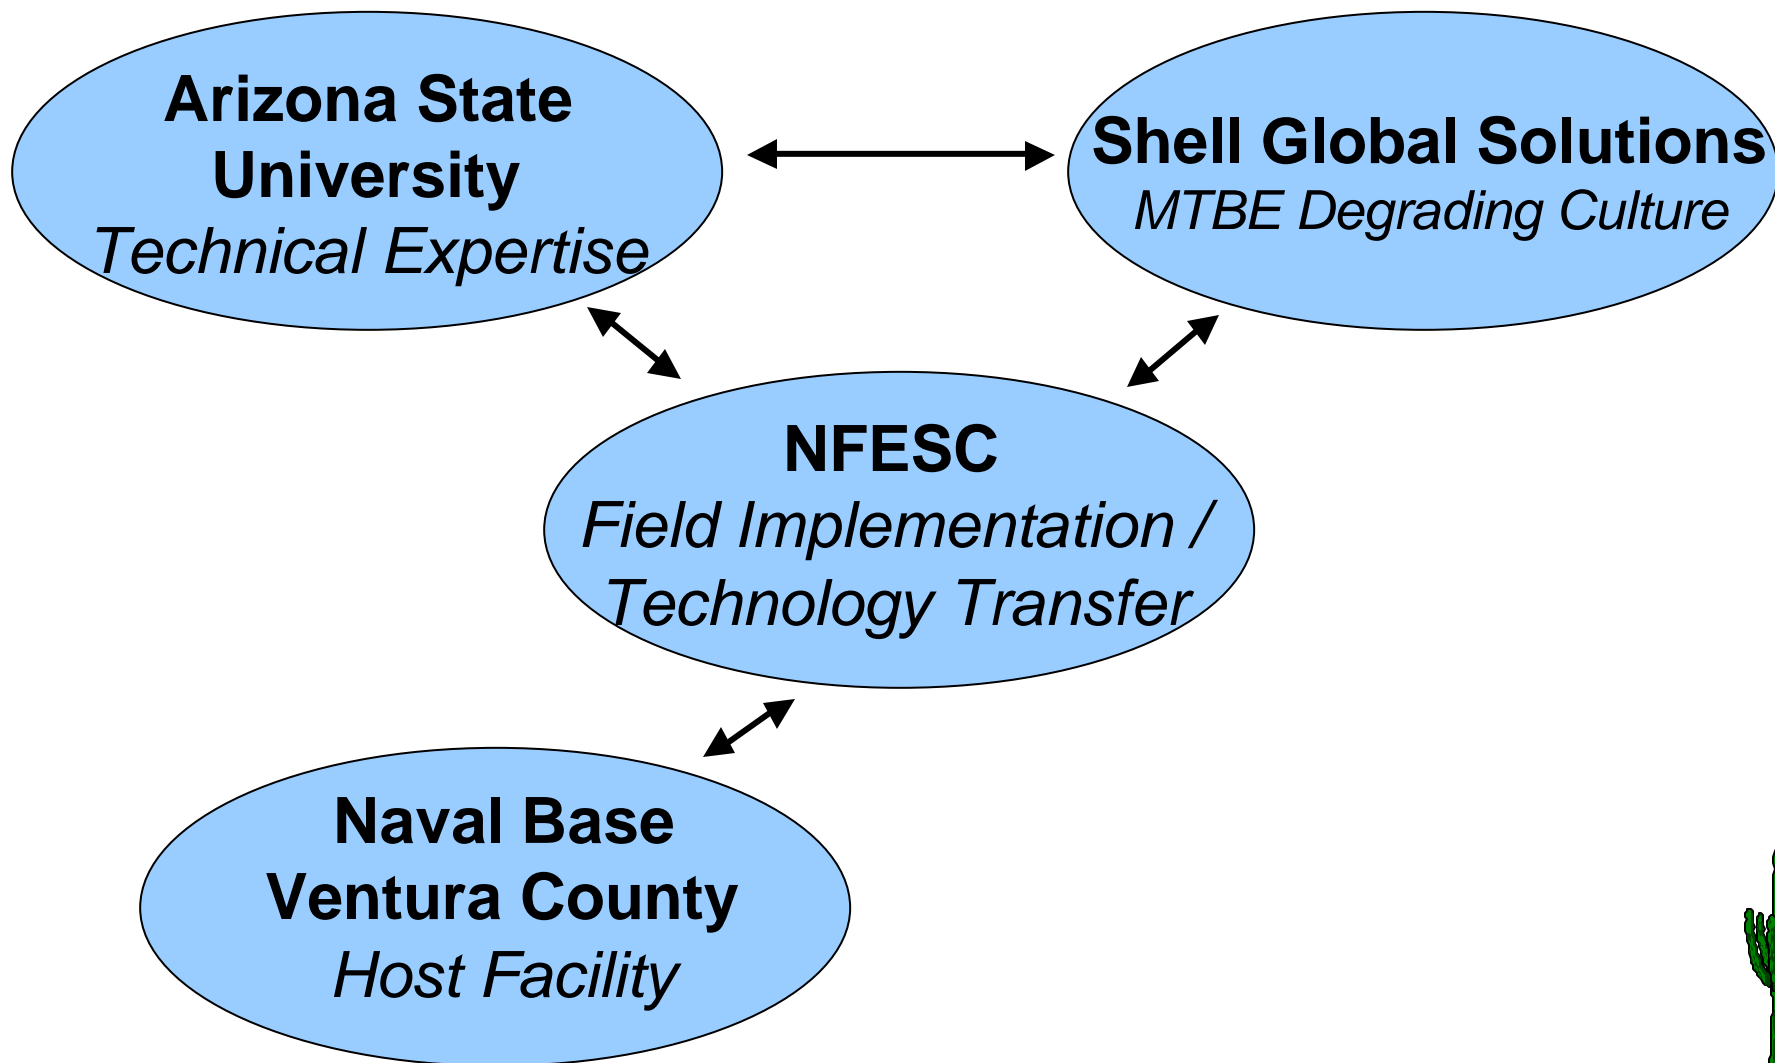 Arizona State
University
Technical Expertise
Shell Global Solutions
MTBE Degrading Culture
NFESC
Field Implementation /
Technology Transfer
Naval Base
Ventura County
Host Facility